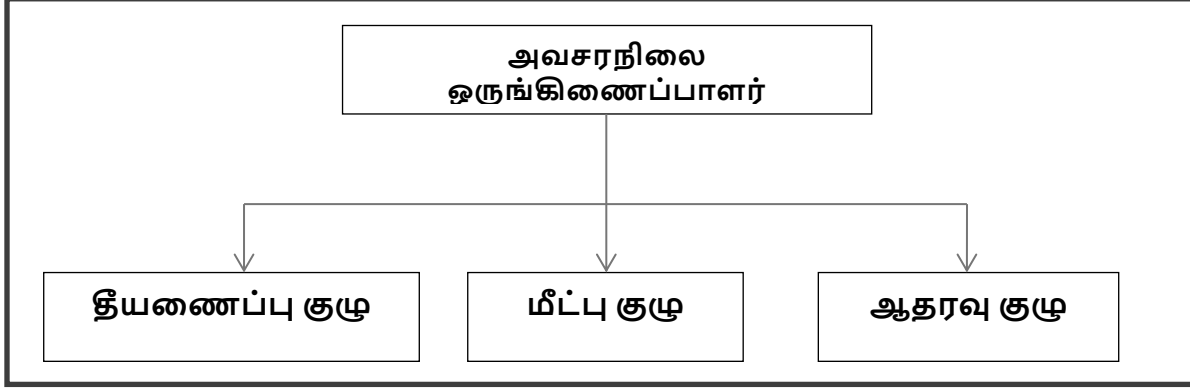 அவசரநிலை
ஒருங்கிணைப்பாளர்
தீயணைப்பு குழு
மீட்பு குழு
ஆதரவு குழு